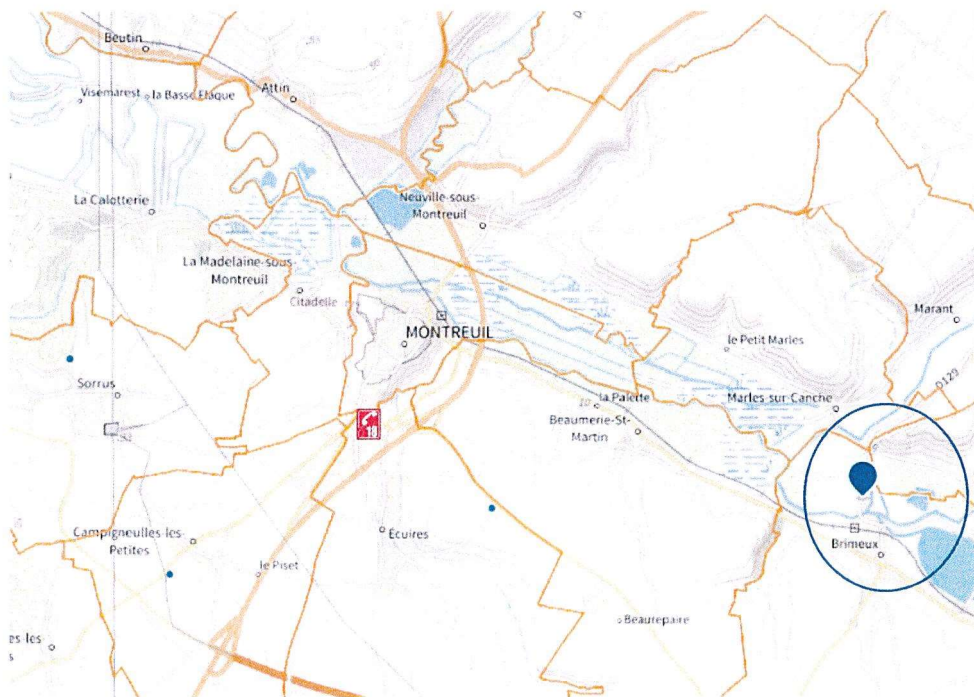 Beutin
Visemarest
la Basse Flaque
Attin
La Calotterie
Neuville-sous-
Montreuil
La Madelaine-sous-
Montreuil
Citadelle
MONTREUIL
Marant
le Petit Marles
Sorrus
D129
la Paletté
Marles-sur-Canche
Beaumerie-St-
Martin
18
Campigneulles-les-
Petites
Écuires
Brimeux
le Piset
Beaurepaire
es-les-
s